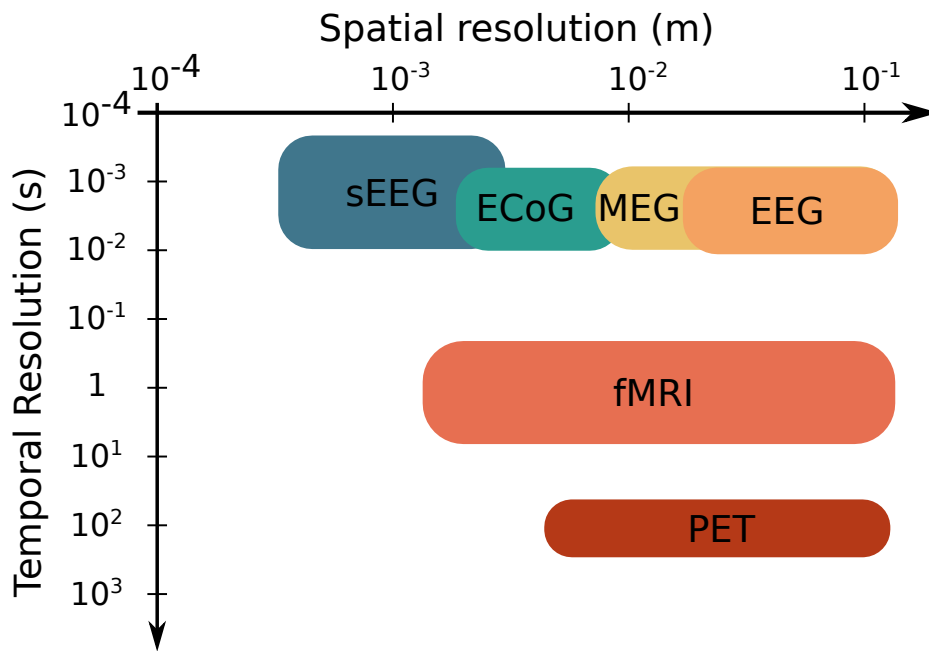 Spatial resolution (m)
10⁻⁴ 10⁻³ 10⁻² 10⁻¹
Temporal Resolution (s)
10⁻⁴
10⁻³
10⁻²
10⁻¹
1
10¹
10²
10³
sEEG ECoG MEG EEG
fMRI
PET